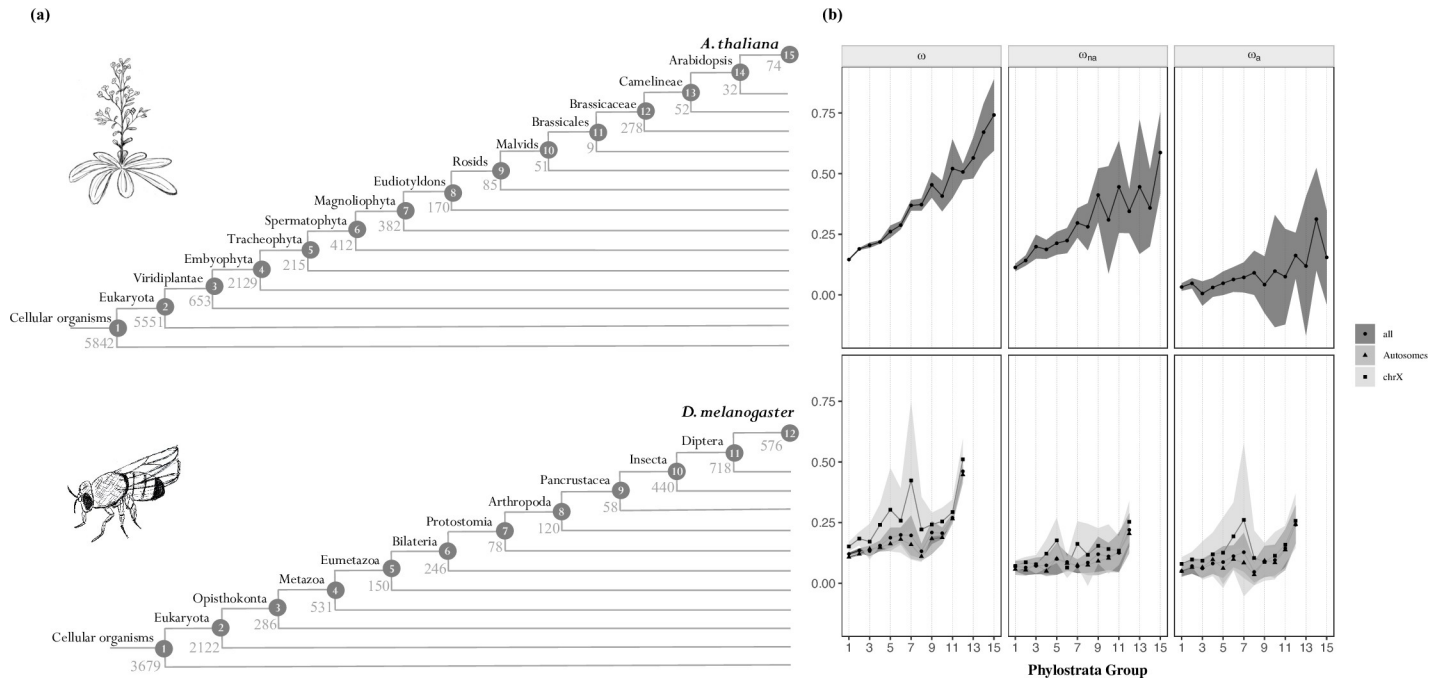 (a)
A. thaliana
15
74
Arabidopsis
14
32
Camelineae
13
52
Brassicaceae
12
278
Brassicales
11
9
Malvids
10
51
Rosids
9
85
Eudiotyldons
8
170
Magnoliophyta
7
382
Spermatophyta
6
412
Tracheophyta
5
215
Embyophyta
4
2129
Viridiplantae
3
653
Eukaryota
2
5551
Cellular organisms
1
5842
D. melanogaster
12
576
Diptera
11
718
Insecta
10
440
Pancrustacea
9
58
Arthropoda
8
120
Protostomia
7
78
Bilateria
6
246
Eumetazoa
5
150
Metazoa
4
531
Opisthokonta
3
286
Eukaryota
2
2122
Cellular organisms
1
3679
(b)
ω ωna ωa
0.75
0.50
0.25
0.00
0.75
0.50
0.25
0.00
1 3 5 7 9 11 13 15 1 3 5 7 9 11 13 15 1 3 5 7 9 11 13 15
Phylostrata Group
all
Autosomes
chrX